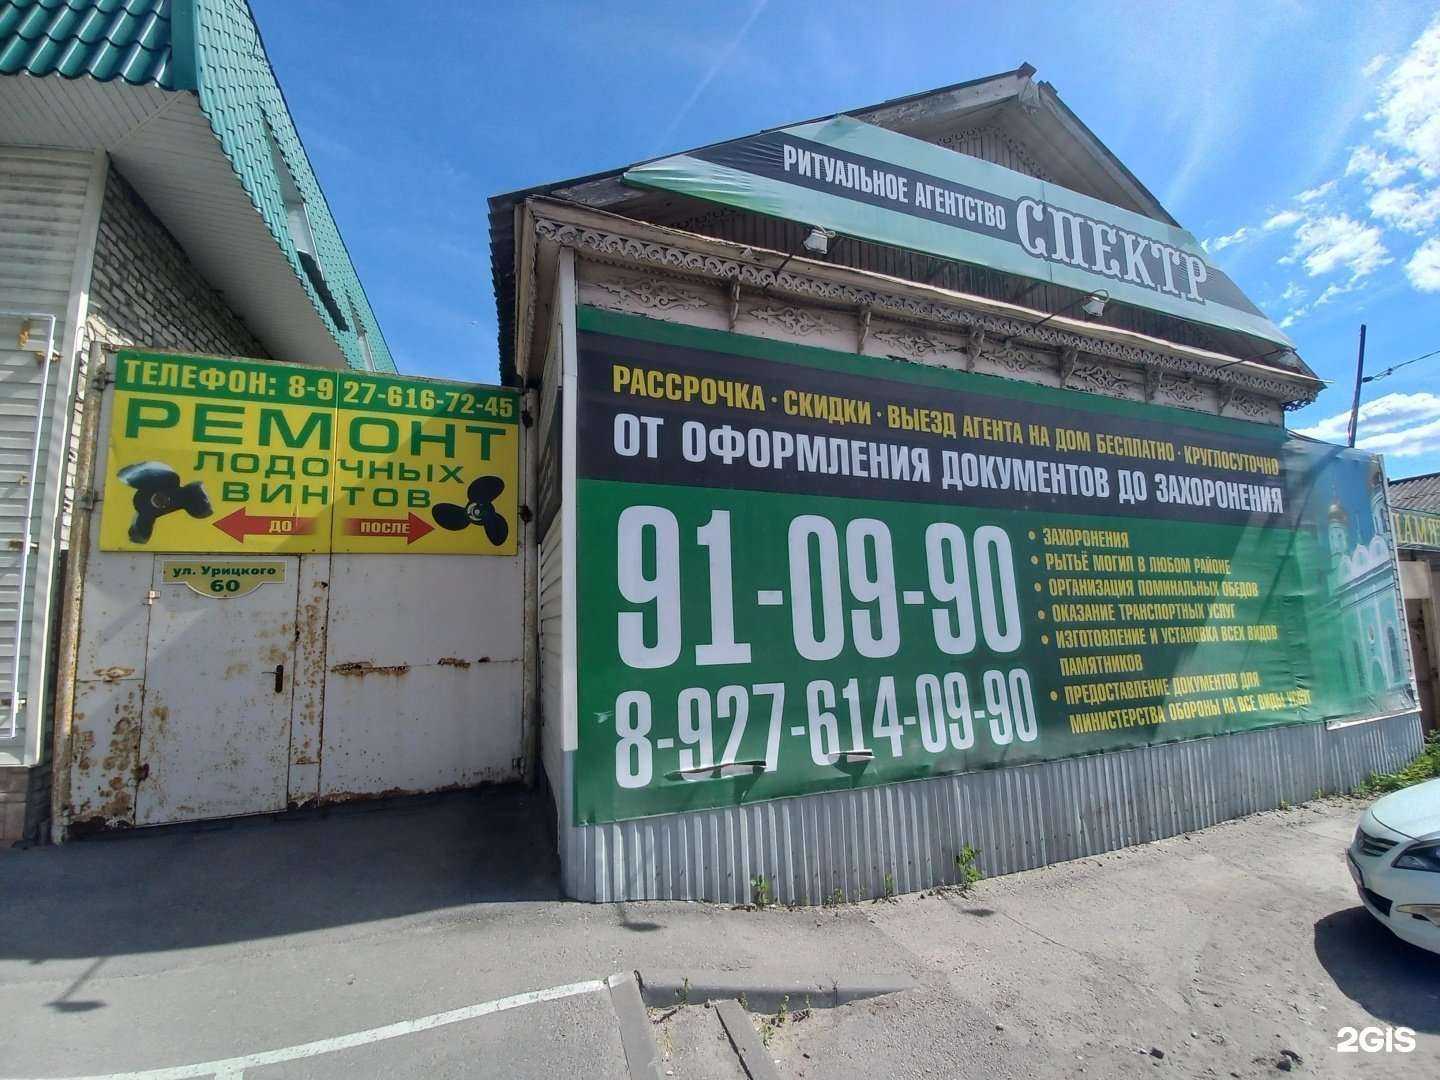 ТЕЛЕФОН: 8-927-616-72-45
РЕМОНТ
ЛОДОЧНЫХ
ВИНТОВ
ДО
ПОСЛЕ
ул. Урицкого
60
РИТУАЛЬНОЕ АГЕНТСТВО СПЕКТР
РАССРОЧКА · СКИДКИ · ВЫЕЗД АГЕНТА НА ДОМ БЕСПЛАТНО · КРУГЛОСУТОЧНО
ОТ ОФОРМЛЕНИЯ ДОКУМЕНТОВ ДО ЗАХОРОНЕНИЯ
91-09-90
8-927-614-09-90
• ЗАХОРОНЕНИЯ
• РЫТЬЁ МОГИЛ В ЛЮБОМ РАЙОНЕ
• ОРГАНИЗАЦИЯ ПОМИНАЛЬНЫХ ОБЕДОВ
• ОКАЗАНИЕ ТРАНСПОРТНЫХ УСЛУГ
• ИЗГОТОВЛЕНИЕ И УСТАНОВКА ВСЕХ ВИДОВ
ПАМЯТНИКОВ
• ПРЕДОСТАВЛЕНИЕ ДОКУМЕНТОВ ДЛЯ
МИНИСТЕРСТВА ОБОРОНЫ НА ВСЕ ВИДЫ УСЛУГ
2GIS